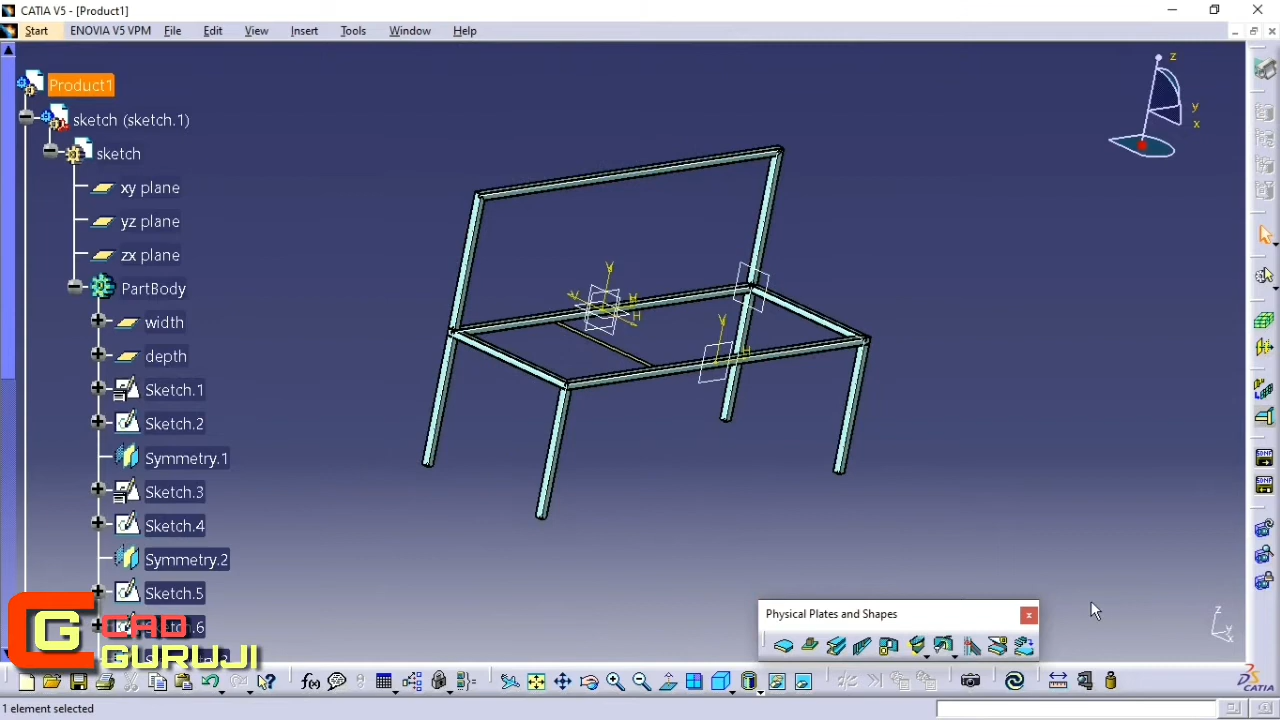 CATIA V5 - [Product1]
Start ENOVIA V5 VPM File Edit View Insert Tools Window Help
Product1
sketch (sketch.1)
sketch
xy plane
yz plane
zx plane
PartBody
width
depth
Sketch.1
Sketch.2
Symmetry.1
Sketch.3
Sketch.4
Symmetry.2
Sketch.5
CAD
GURUJI
Physical Plates and Shapes
z
y
x
V
V
H
H
V
H
z
y
x
f(x)
CATIA
1 element selected